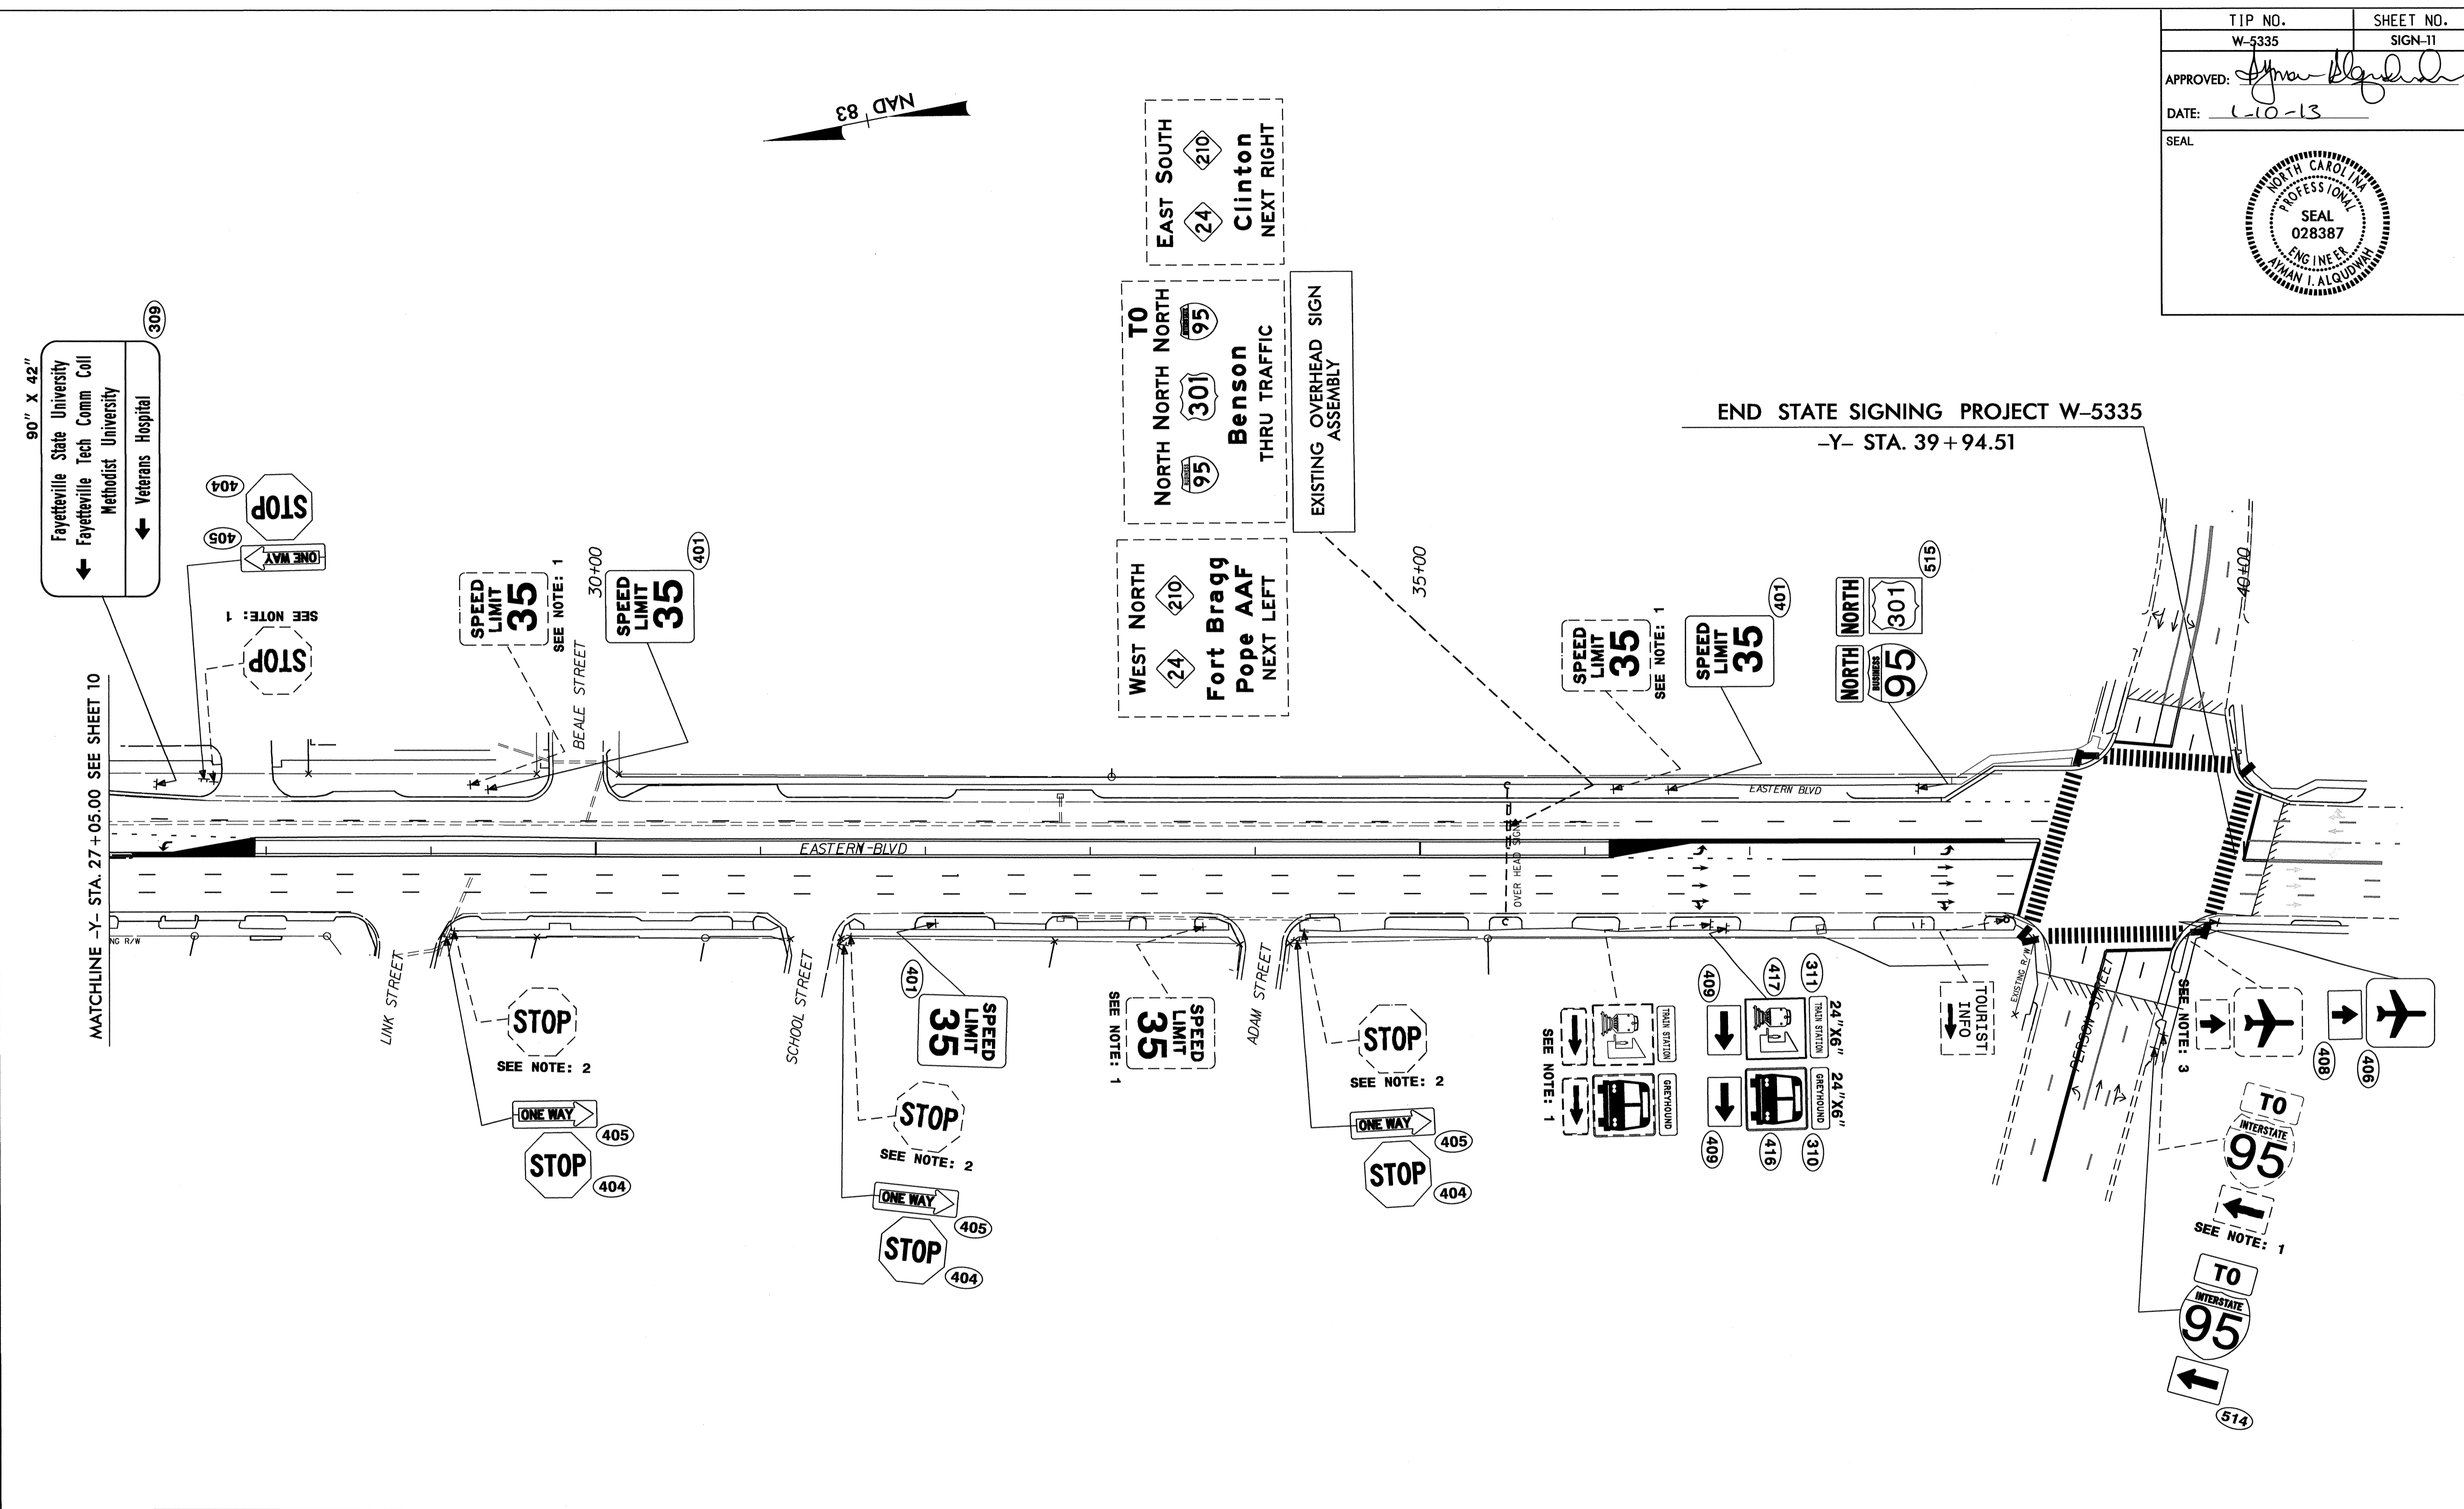 TIP NO.
SHEET NO.
W-5335
SIGN-11
APPROVED:
DATE: 1-10-13
SEAL
NORTH CAROLINA
PROFESSIONAL
SEAL
028387
ENGINEER
AYMAN I. ALQUDWAH
NAD 83
EAST SOUTH
24 210
Clinton
NEXT RIGHT
TO
NORTH NORTH NORTH
BUSINESS 95 301 INTERSTATE 95
Benson
THRU TRAFFIC
WEST NORTH
24 210
Fort Bragg
Pope AAF
NEXT LEFT
EXISTING OVERHEAD SIGN
ASSEMBLY
END STATE SIGNING PROJECT W-5335
-Y- STA. 39+94.51
90" X 42"
Fayetteville State University
Fayetteville Tech Comm Coll
Methodist University
Veterans Hospital
309
404
STOP
405
ONE WAY
SEE NOTE: 1
STOP
SPEED
LIMIT
35
SEE NOTE: 1
30+00
BEALE STREET
SPEED
LIMIT
35
401
35+00
SPEED
LIMIT
35
SEE NOTE: 1
SPEED
LIMIT
35
401
NORTH NORTH
BUSINESS 95 301
515
40+00
MATCHLINE -Y- STA. 27+05.00 SEE SHEET 10
EASTERN BLVD
EASTERN-BLVD
OVER HEAD SIGN
NG R/W
LINK STREET
STOP
SEE NOTE: 2
ONE WAY
405
STOP
404
SCHOOL STREET
401
SPEED
LIMIT
35
STOP
SEE NOTE: 2
ONE WAY
405
STOP
404
SPEED
LIMIT
35
SEE NOTE: 1
ADAM STREET
STOP
SEE NOTE: 2
ONE WAY
405
STOP
404
TRAIN STATION
GREYHOUND
SEE NOTE: 1
24"X6" 24"X6"
TRAIN STATION
GREYHOUND
409
417
311
409
416
310
TOURIST
INFO
EXISTING R/W
PERSON STREET
SEE NOTE: 3
408
406
TO
INTERSTATE
95
SEE NOTE: 1
TO
INTERSTATE
95
514